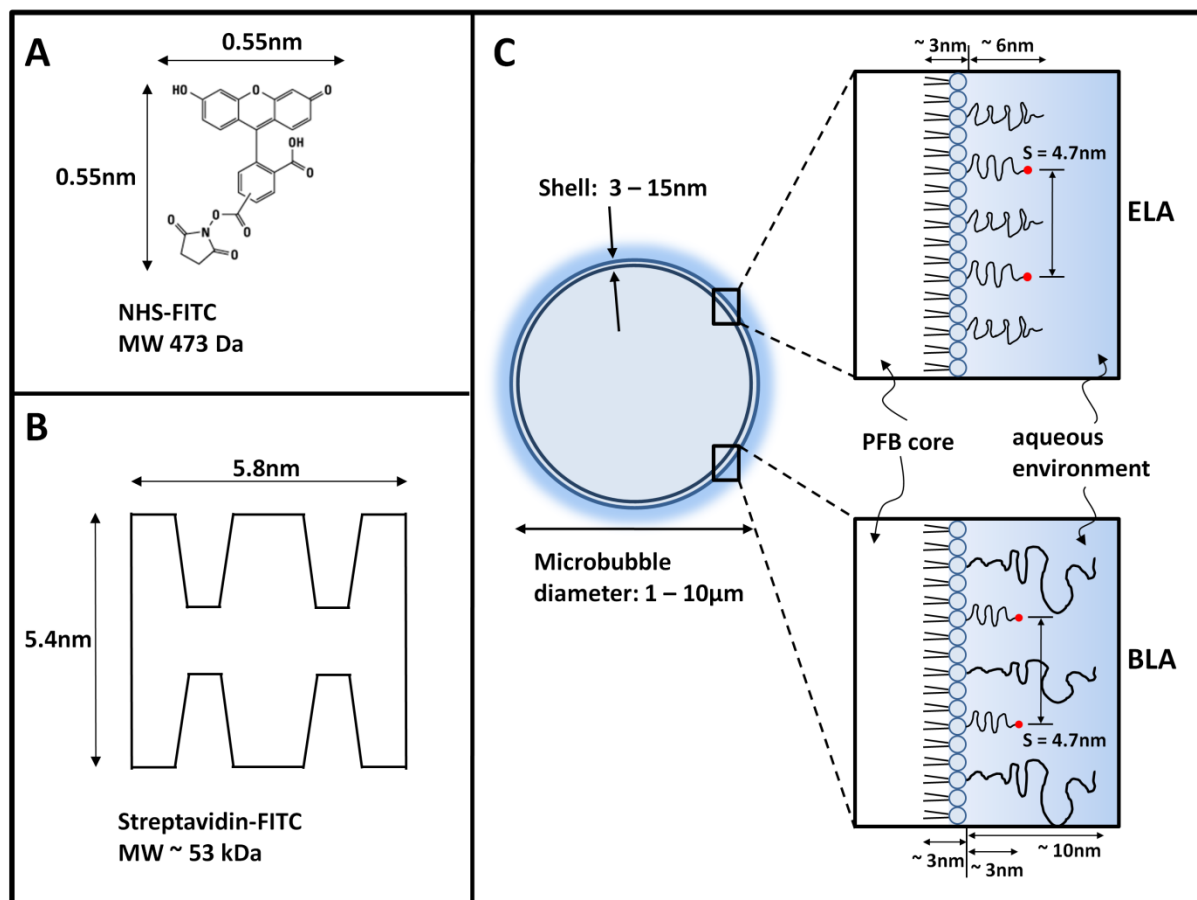 A
0.55nm
HO
O
O
OH
O
0.55nm
O
O
N
O
O
NHS-FITC
MW 473 Da
B
5.8nm
5.4nm
Streptavidin-FITC
MW ~ 53 kDa
C
Shell: 3 – 15nm
Microbubble
diameter: 1 – 10μm
~ 3nm
~ 6nm
S = 4.7nm
ELA
PFB core
aqueous
environment
BLA
S = 4.7nm
~ 3nm
~ 10nm
~ 3nm